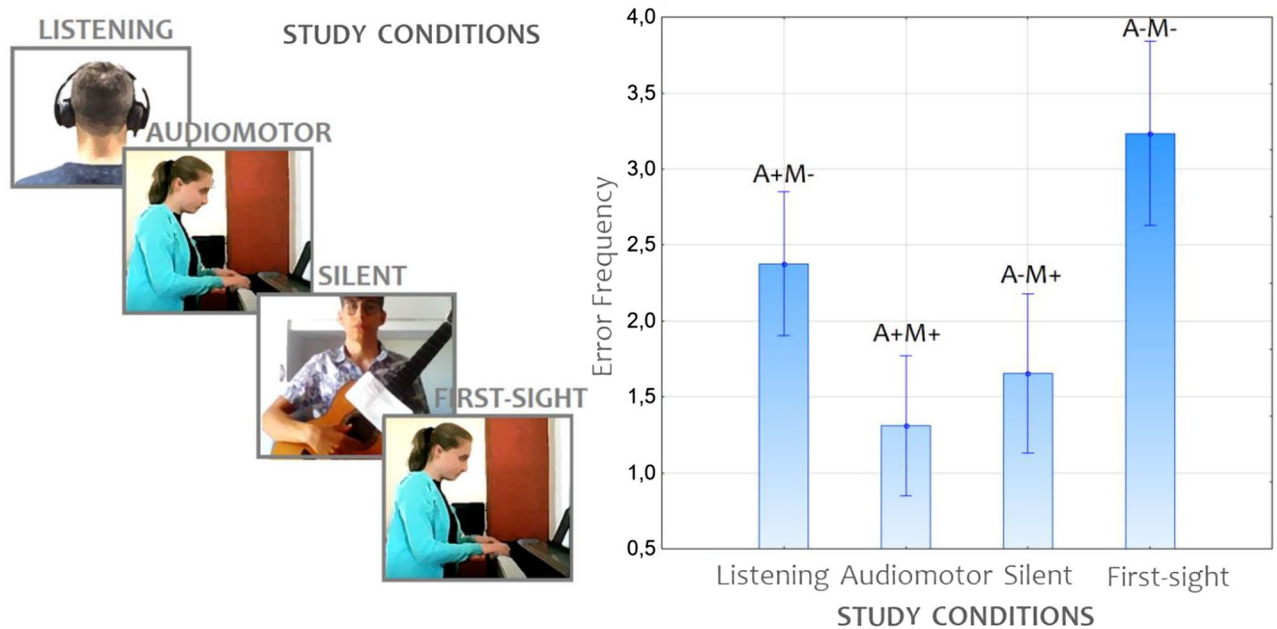 STUDY CONDITIONS
LISTENING
AUDIOMOTOR
SILENT
FIRST-SIGHT
Error Frequency
4,0
3,5
3,0
2,5
2,0
1,5
1,0
0,5
A+M-
A+M+
A-M+
A-M-
Listening Audiomotor Silent First-sight
STUDY CONDITIONS